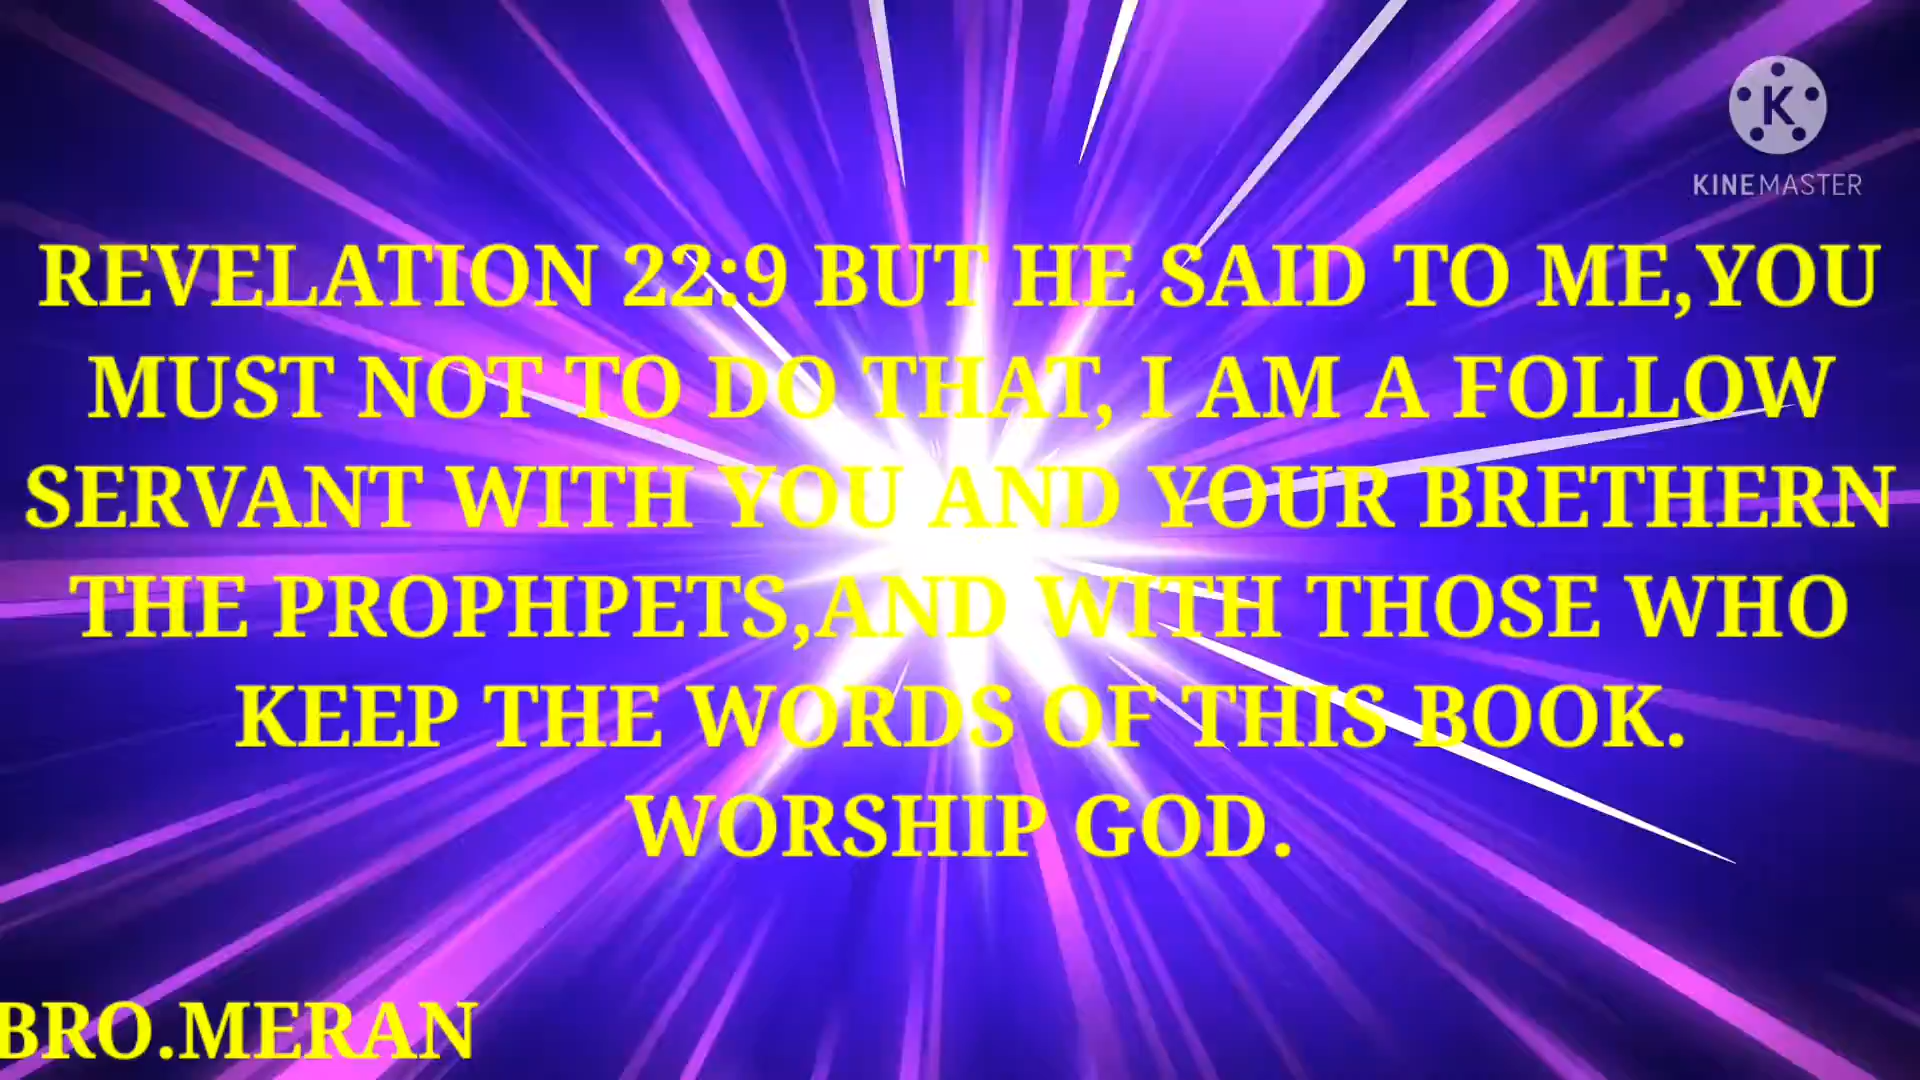 KINEMASTER
REVELATION 22:9 BUT HE SAID TO ME,YOU
MUST NOT TO DO THAT, I AM A FOLLOW
SERVANT WITH YOU AND YOUR BRETHERN
THE PROPHPETS,AND WITH THOSE WHO
KEEP THE WORDS OF THIS BOOK.
WORSHIP GOD.
BRO.MERAN